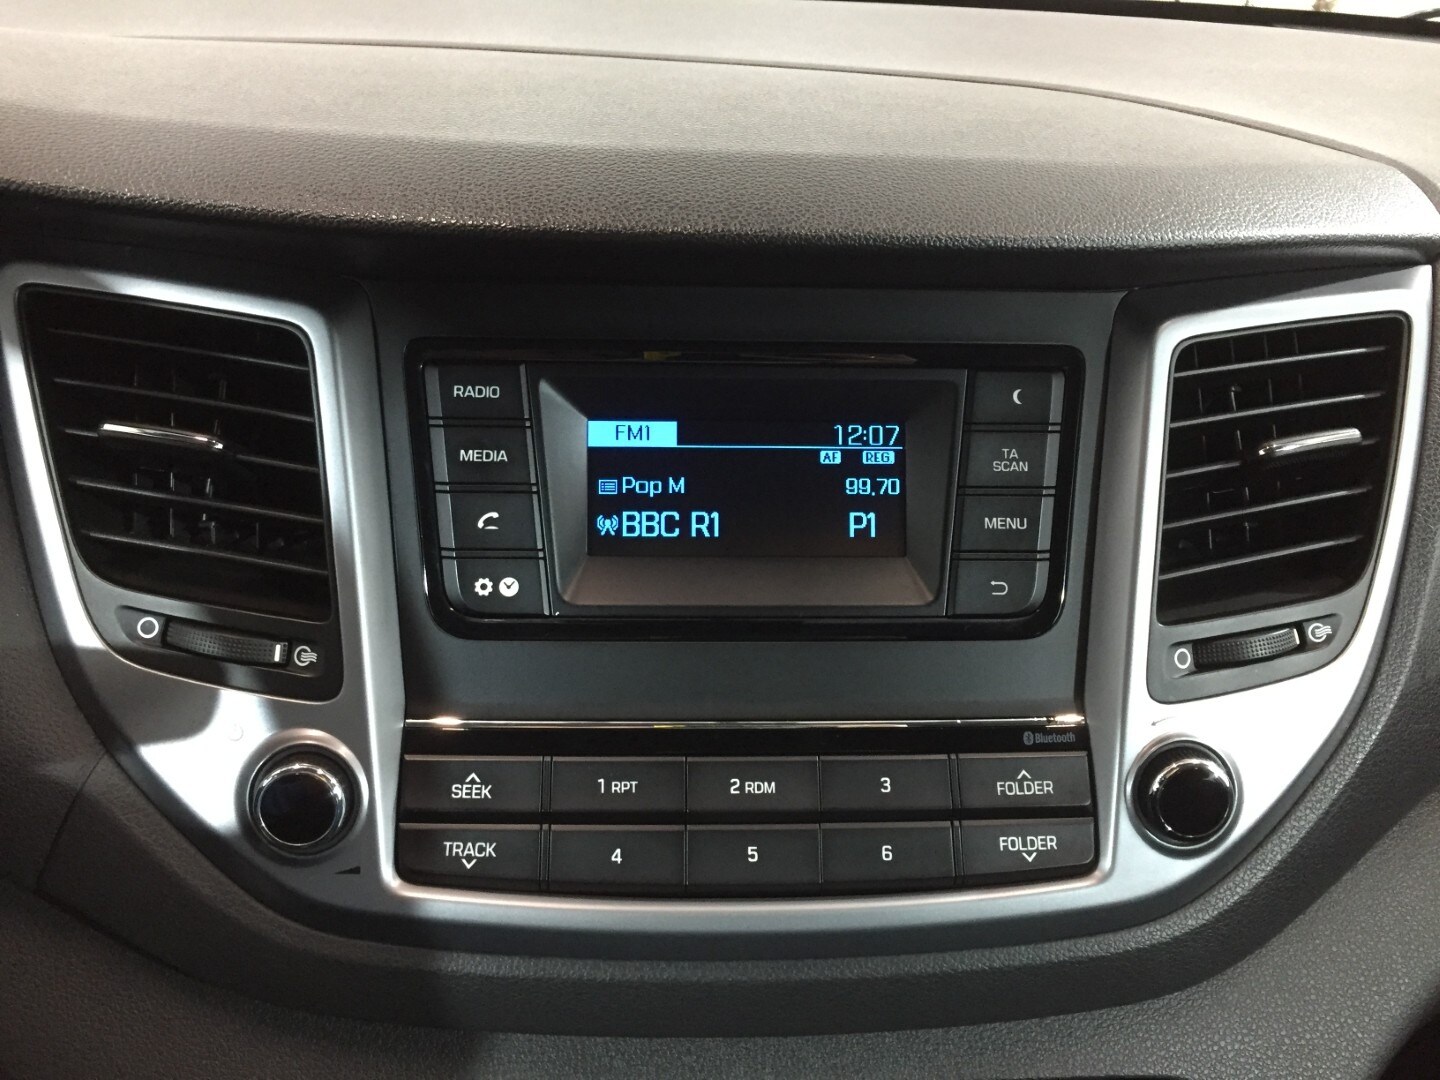 RADIO
MEDIA
FM1 12:07
AF REG
Pop M 99.70
BBC R1 P1
TA
SCAN
MENU
Bluetooth
SEEK 1 RPT 2 RDM 3 FOLDER
TRACK 4 5 6 FOLDER